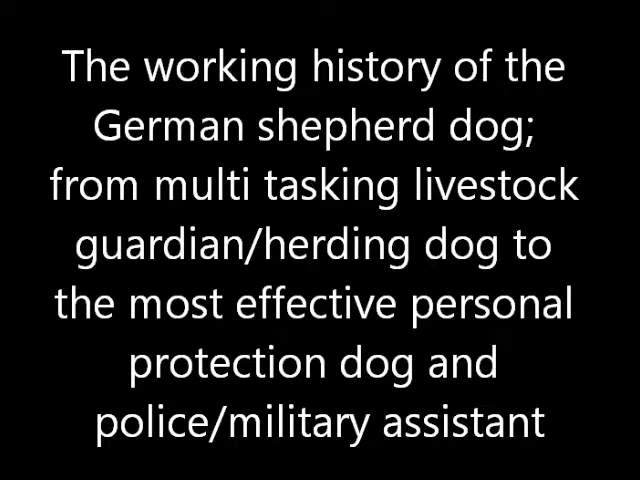 The working history of the
German shepherd dog;
from multi tasking livestock
guardian/herding dog to
the most effective personal
protection dog and
police/military assistant